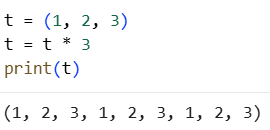 t = (1, 2, 3)
t = t * 3
print(t)
(1, 2, 3, 1, 2, 3, 1, 2, 3)